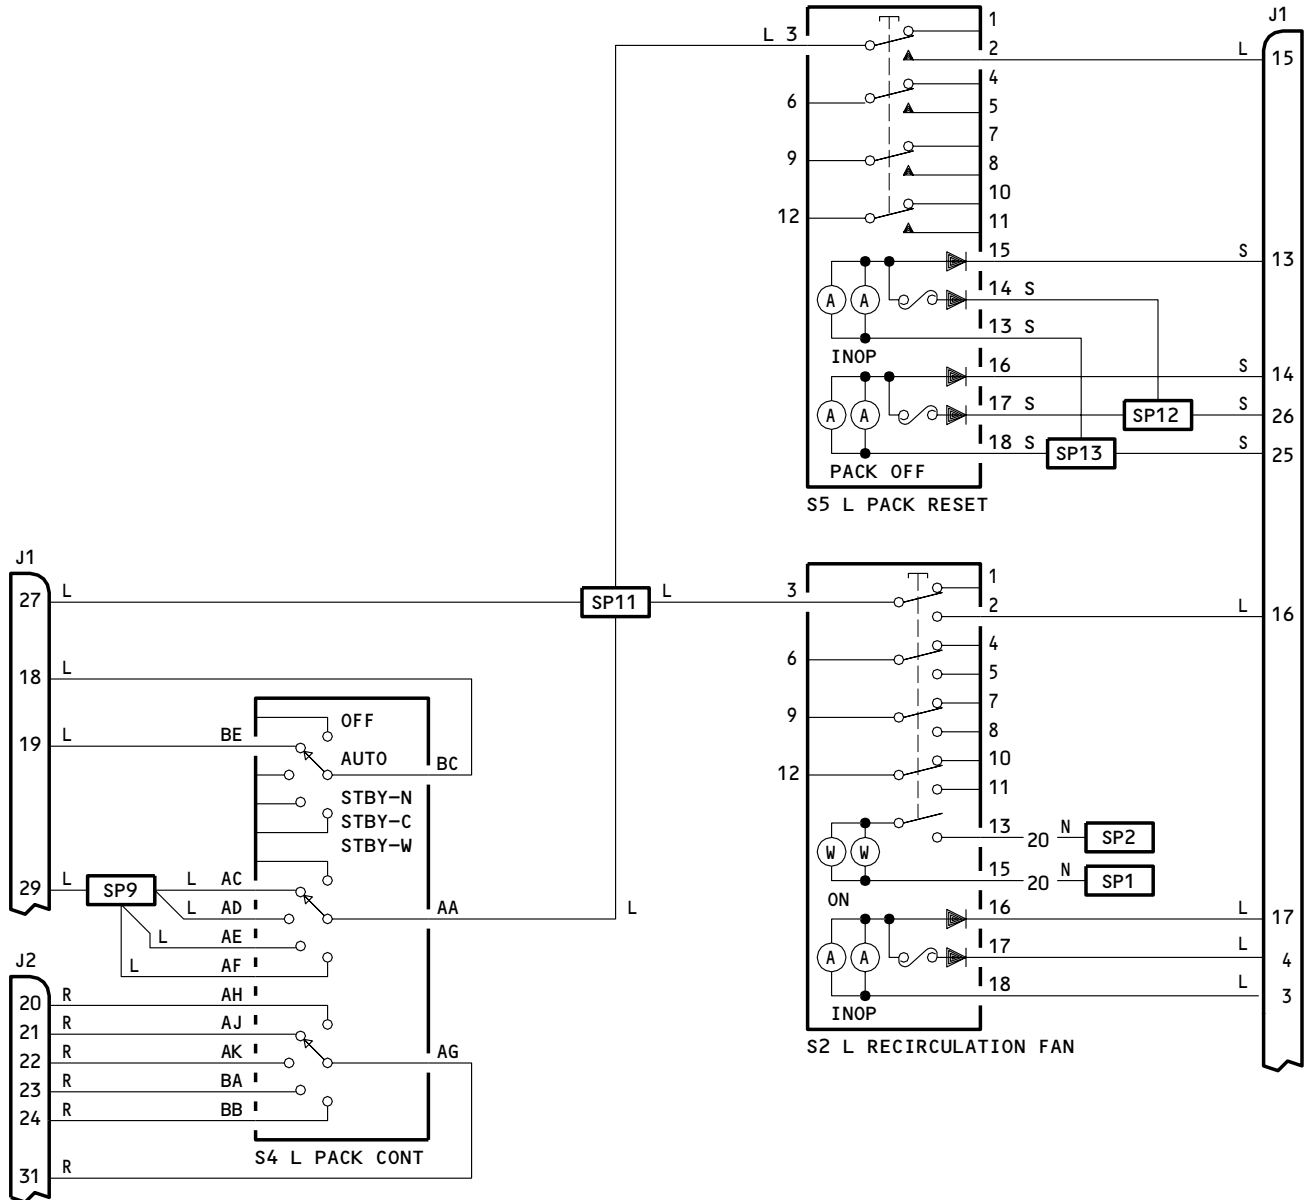 J1
1
L 3
2
L
15
4
6
5
7
9
8
10
12
11
15
S
13
A
A
14 S
13 S
INOP
16
S
14
A
A
17 S
SP12
S
26
18 S
SP13
S
25
PACK OFF
S5 L PACK RESET
J1
27
L
SP11
L
3
1
2
L
16
4
6
5
7
9
8
10
12
11
13
20
N
SP2
W
W
15
20
N
SP1
ON
16
L
17
A
A
17
L
4
18
L
3
INOP
S2 L RECIRCULATION FAN
18
L
OFF
19
L
BE
AUTO
BC
STBY-N
STBY-C
STBY-W
29
L
SP9
L
AC
L
AD
AA
L
L
AE
L
AF
J2
20
R
AH
21
R
AJ
22
R
AK
AG
23
R
BA
24
R
BB
S4 L PACK CONT
31
R